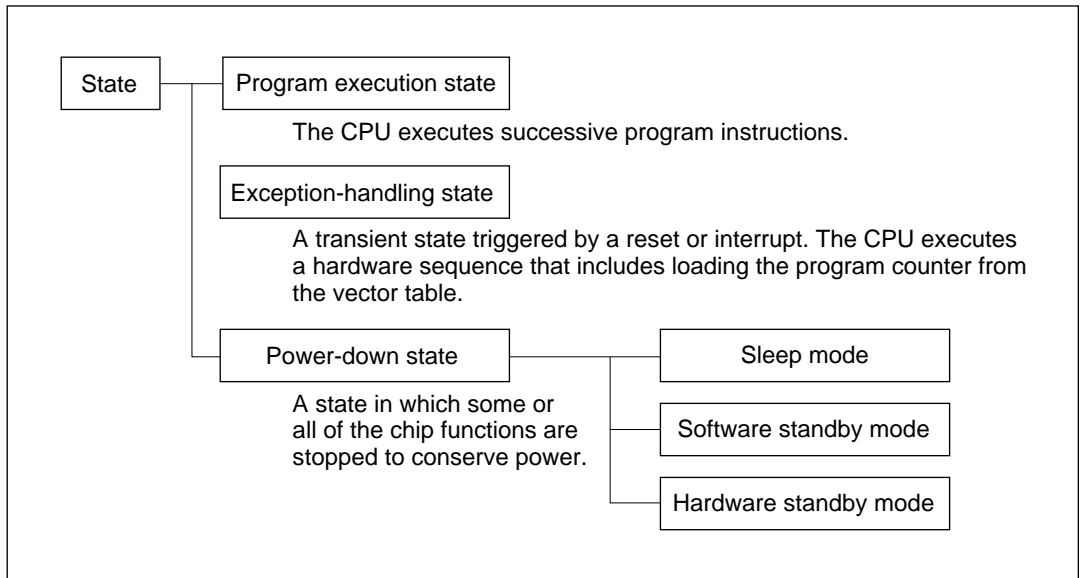 State
Program execution state
The CPU executes successive program instructions.
Exception-handling state
A transient state triggered by a reset or interrupt. The CPU executes
a hardware sequence that includes loading the program counter from
the vector table.
Power-down state
A state in which some or
all of the chip functions are
stopped to conserve power.
Sleep mode
Software standby mode
Hardware standby mode